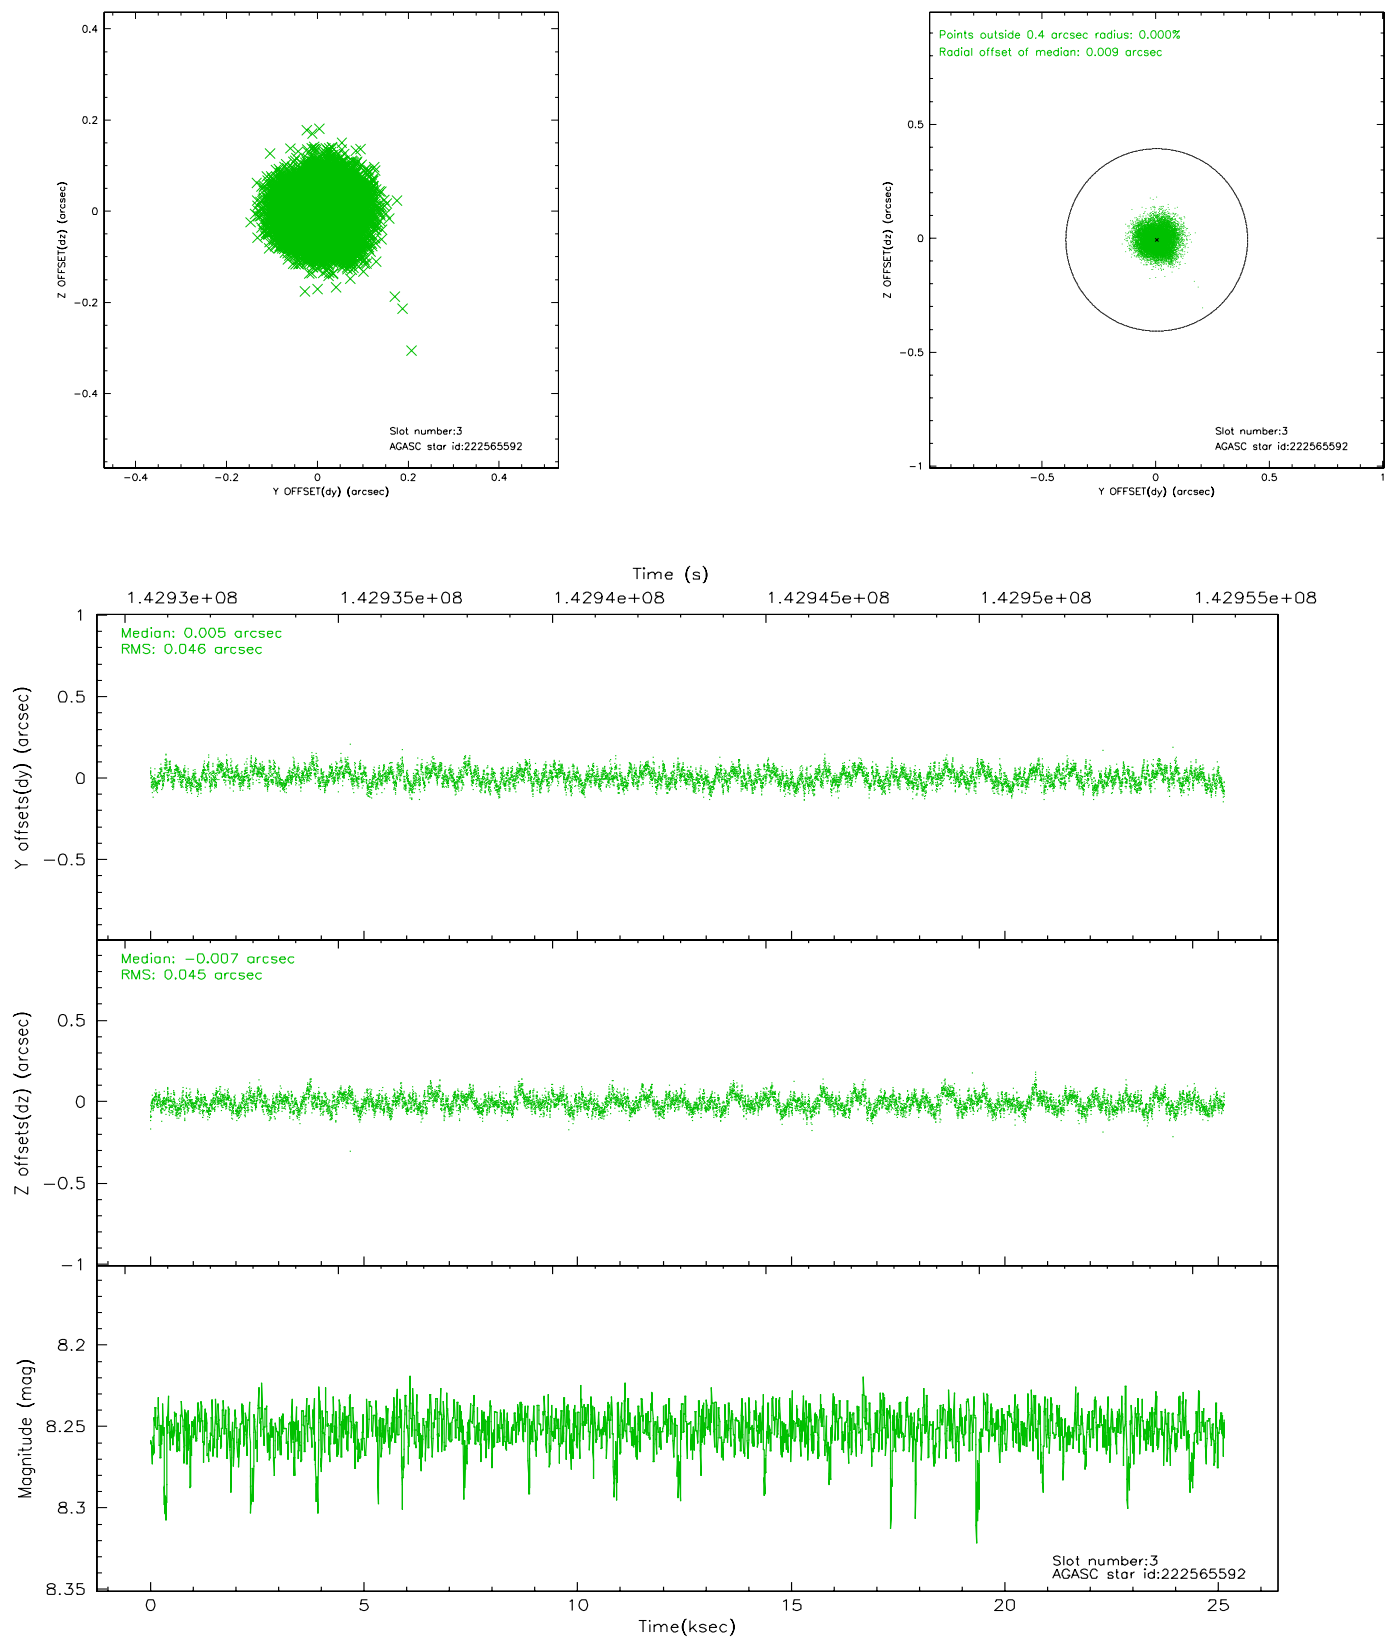 0.4
0.2
0
-0.2
-0.4
Z OFFSET(dz) (arcsec)
Slot number:3
AGASC star id:222565592
-0.4 -0.2 0.0 0.2 0.4
Y OFFSET(dy) (arcsec)
Points outside 0.4 arcsec radius: 0.000%
Radial offset of median: 0.009 arcsec
0.5
0
-0.5
-1
Z OFFSET(dz) (arcsec)
Slot number:3
AGASC star id:222565592
-0.5 0 0.5 1
Y OFFSET(dy) (arcsec)
Time (s)
1.4293e+08 1.42935e+08 1.4294e+08 1.42945e+08 1.4295e+08 1.42955e+08
Median: 0.005 arcsec
RMS: 0.046 arcsec
1
0.5
0
-0.5
Y offsets(dy) (arcsec)
Median: -0.007 arcsec
RMS: 0.045 arcsec
0.5
0
-0.5
-1
Z offsets(dz) (arcsec)
8.2
8.25
8.3
8.35
Magnitude (mag)
Slot number:3
AGASC star id:222565592
0 5 10 15 20 25
Time(ksec)